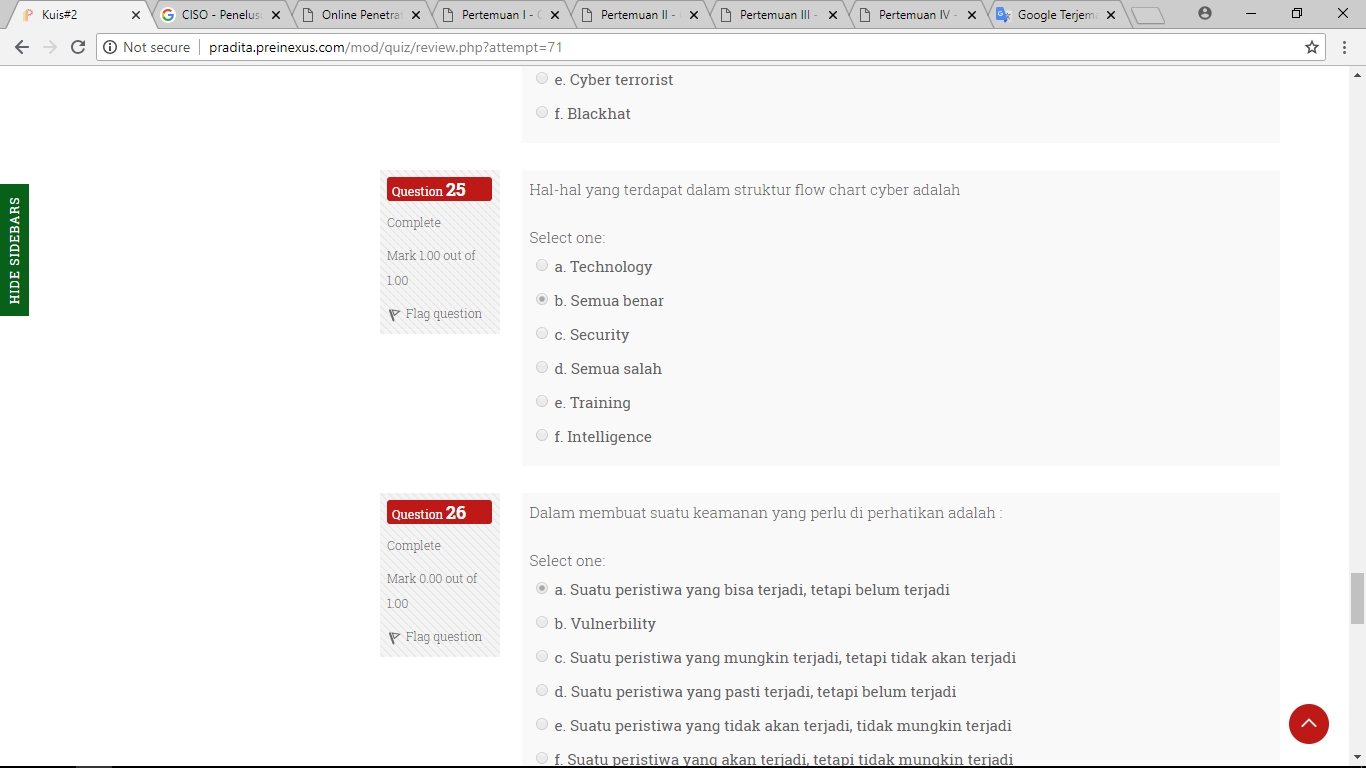 Kuis#2
CISO - Penelus
Online Penetra
Pertemuan I -
Pertemuan II -
Pertemuan III -
Pertemuan IV -
Google Terjem
Not secure
pradita.preinexus.com/mod/quiz/review.php?attempt=71
HIDE SIDEBARS
e. Cyber terrorist
f. Blackhat
Question 25
Complete
Mark 1.00 out of
1.00
Flag question
Hal-hal yang terdapat dalam struktur flow chart cyber adalah
Select one:
a. Technology
b. Semua benar
c. Security
d. Semua salah
e. Training
f. Intelligence
Question 26
Complete
Mark 0.00 out of
1.00
Flag question
Dalam membuat suatu keamanan yang perlu di perhatikan adalah :
Select one:
a. Suatu peristiwa yang bisa terjadi, tetapi belum terjadi
b. Vulnerbility
c. Suatu peristiwa yang mungkin terjadi, tetapi tidak akan terjadi
d. Suatu peristiwa yang pasti terjadi, tetapi belum terjadi
e. Suatu peristiwa yang tidak akan terjadi, tidak mungkin terjadi
f. Suatu peristiwa yang akan terjadi, tetapi tidak mungkin terjadi